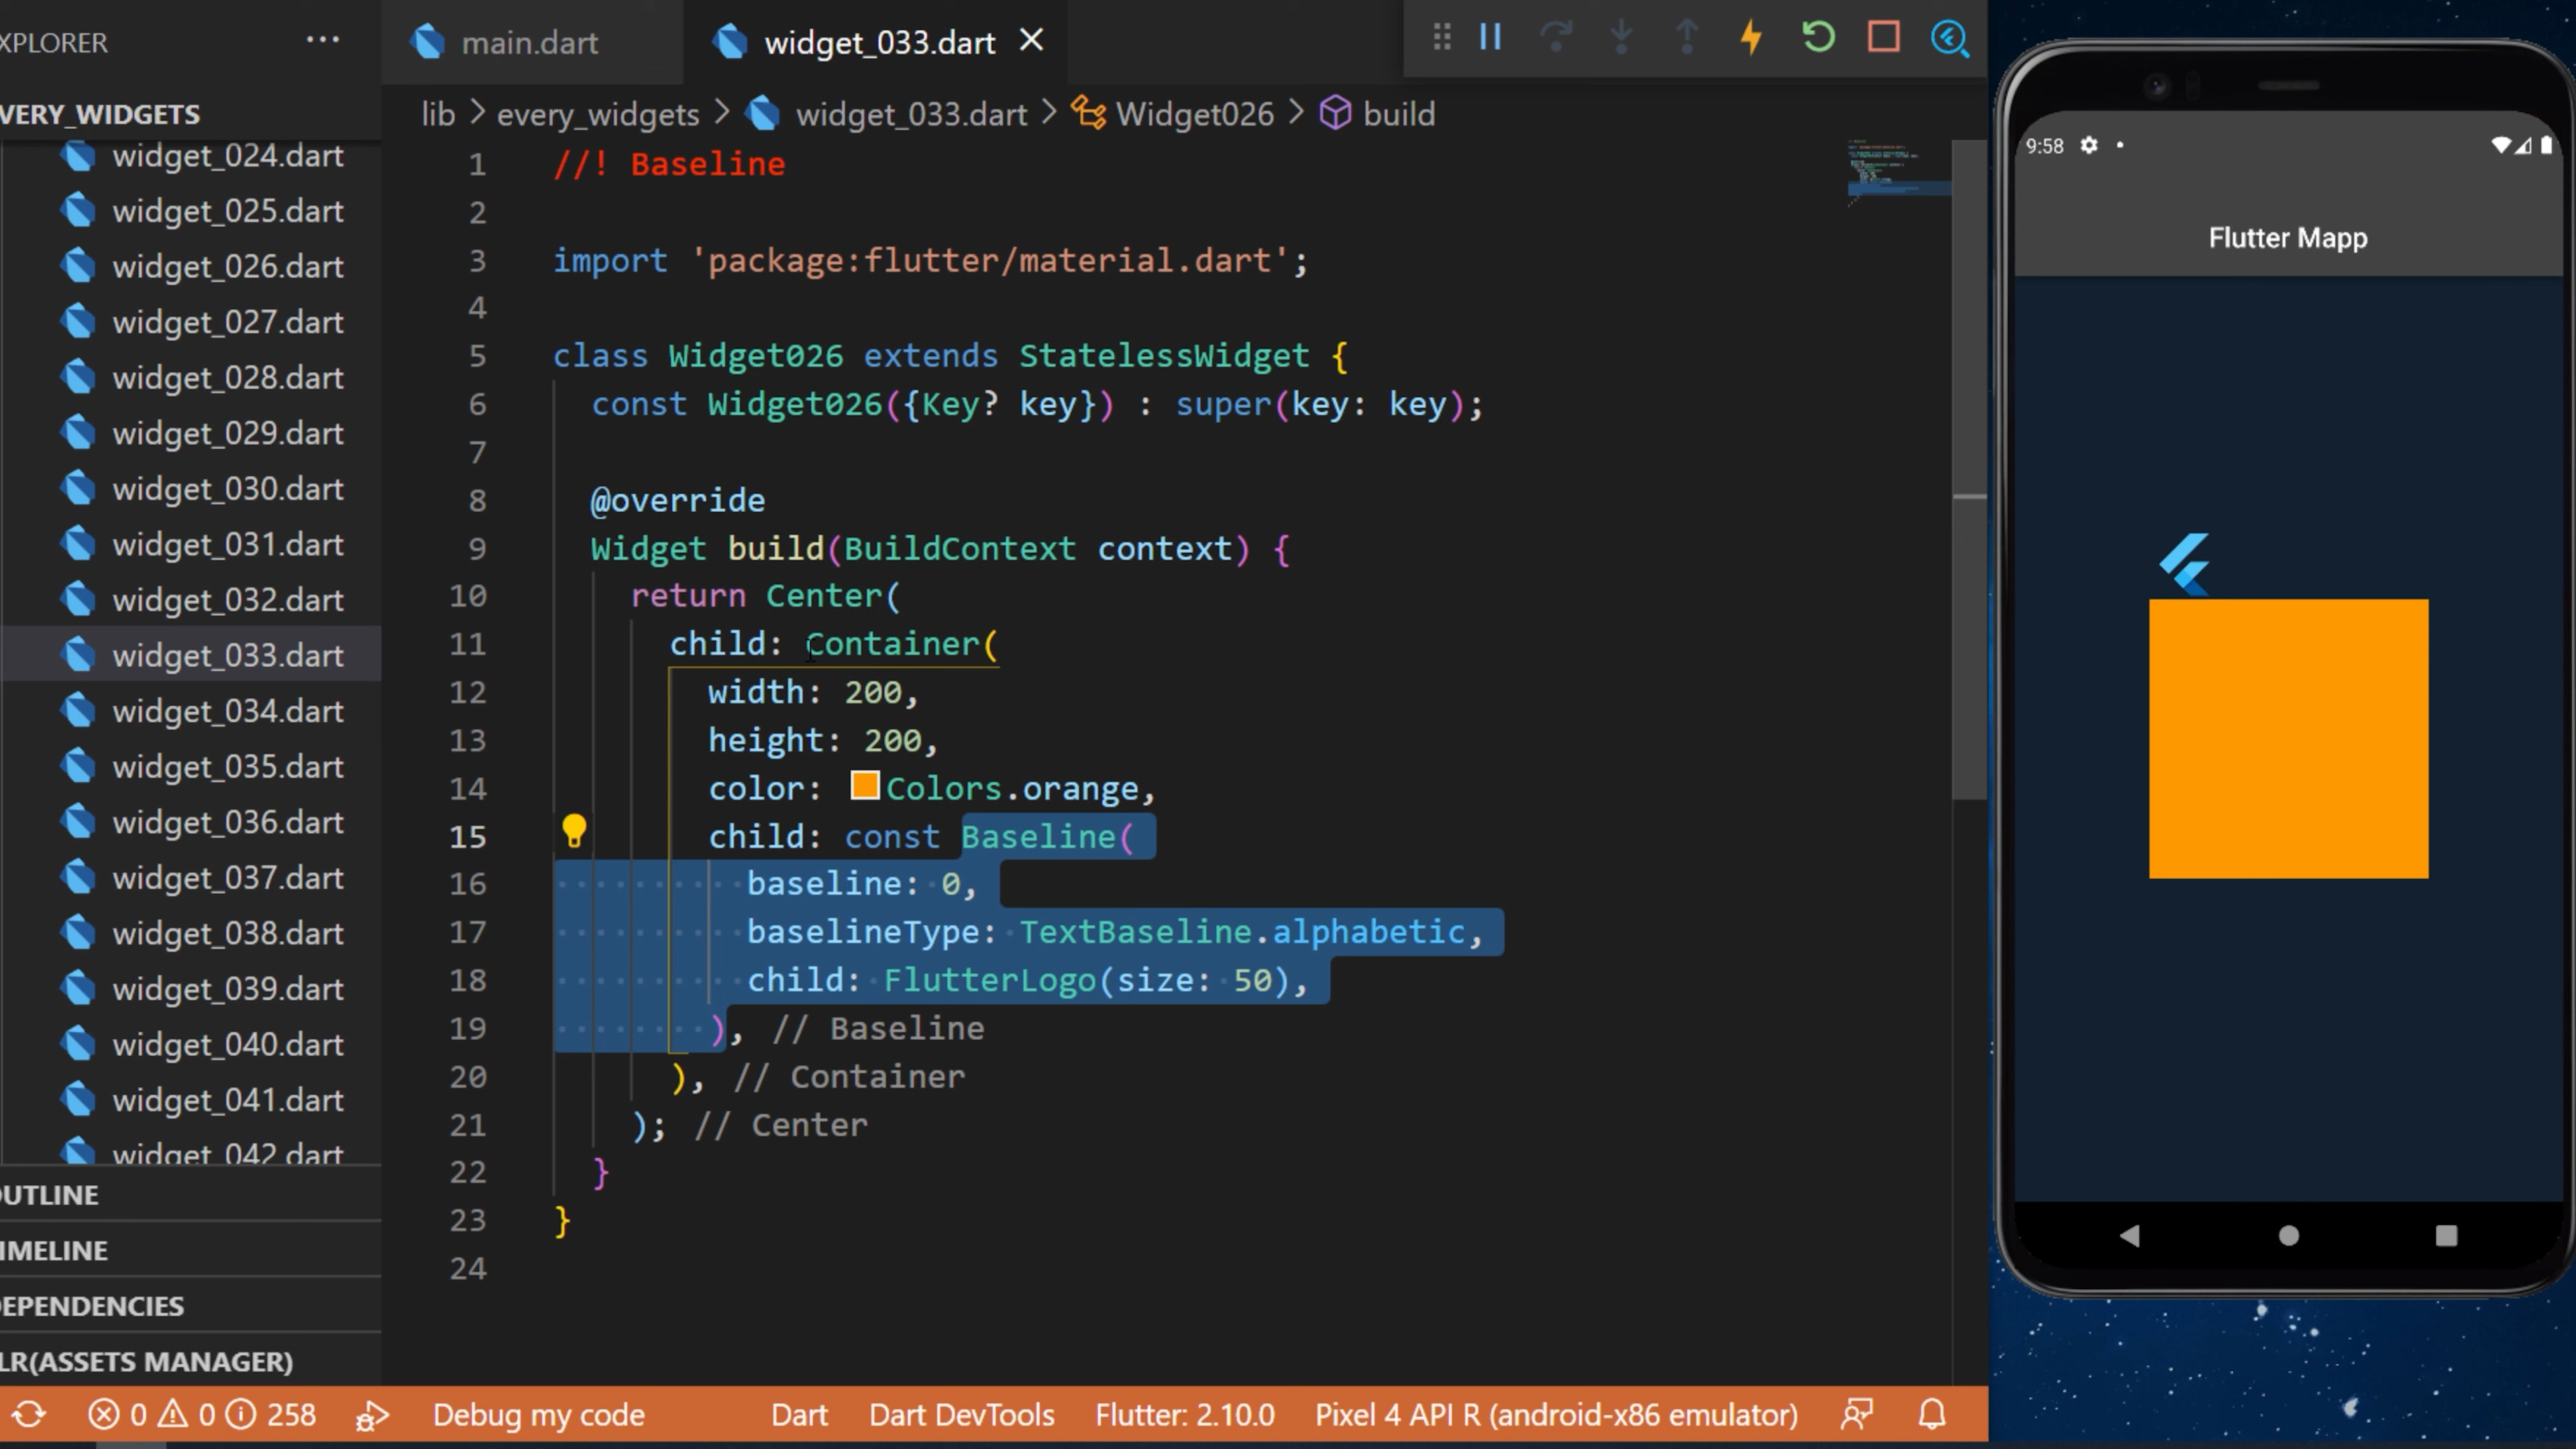 XPLORER
...
main.dart
widget_033.dart
VERY_WIDGETS
widget_024.dart
widget_025.dart
widget_026.dart
widget_027.dart
widget_028.dart
widget_029.dart
widget_030.dart
widget_031.dart
widget_032.dart
widget_033.dart
widget_034.dart
widget_035.dart
widget_036.dart
widget_037.dart
widget_038.dart
widget_039.dart
widget_040.dart
widget_041.dart
widget_042.dart
OUTLINE
TIMELINE
DEPENDENCIES
LR(ASSETS MANAGER)
lib > every_widgets > widget_033.dart > Widget026 > build
1 //! Baseline
2
3 import 'package:flutter/material.dart';
4
5 class Widget026 extends StatelessWidget {
6 const Widget026({Key? key}) : super(key: key);
7
8 @override
9 Widget build(BuildContext context) {
10 return Center(
11 child: Container(
12 width: 200,
13 height: 200,
14 color: Colors.orange,
15 child: const Baseline(
16 baseline: 0,
17 baselineType: TextBaseline.alphabetic,
18 child: FlutterLogo(size: 50),
19 ), // Baseline
20 ), // Container
21 ); // Center
22 }
23 }
24
9:58
Flutter Mapp
0 0 258 Debug my code Dart Dart DevTools Flutter: 2.10.0 Pixel 4 API R (android-x86 emulator)